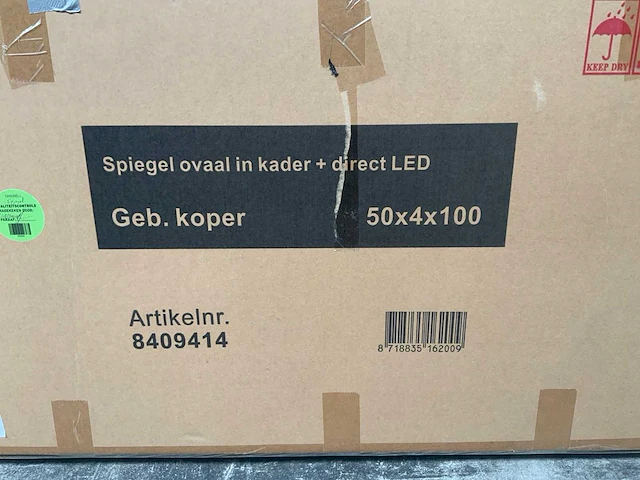 KEEP DRY
Spiegel ovaal in kader + direct LED
Geb. koper 50x4x100
Artikelnr.
8409414
8 718835 162009